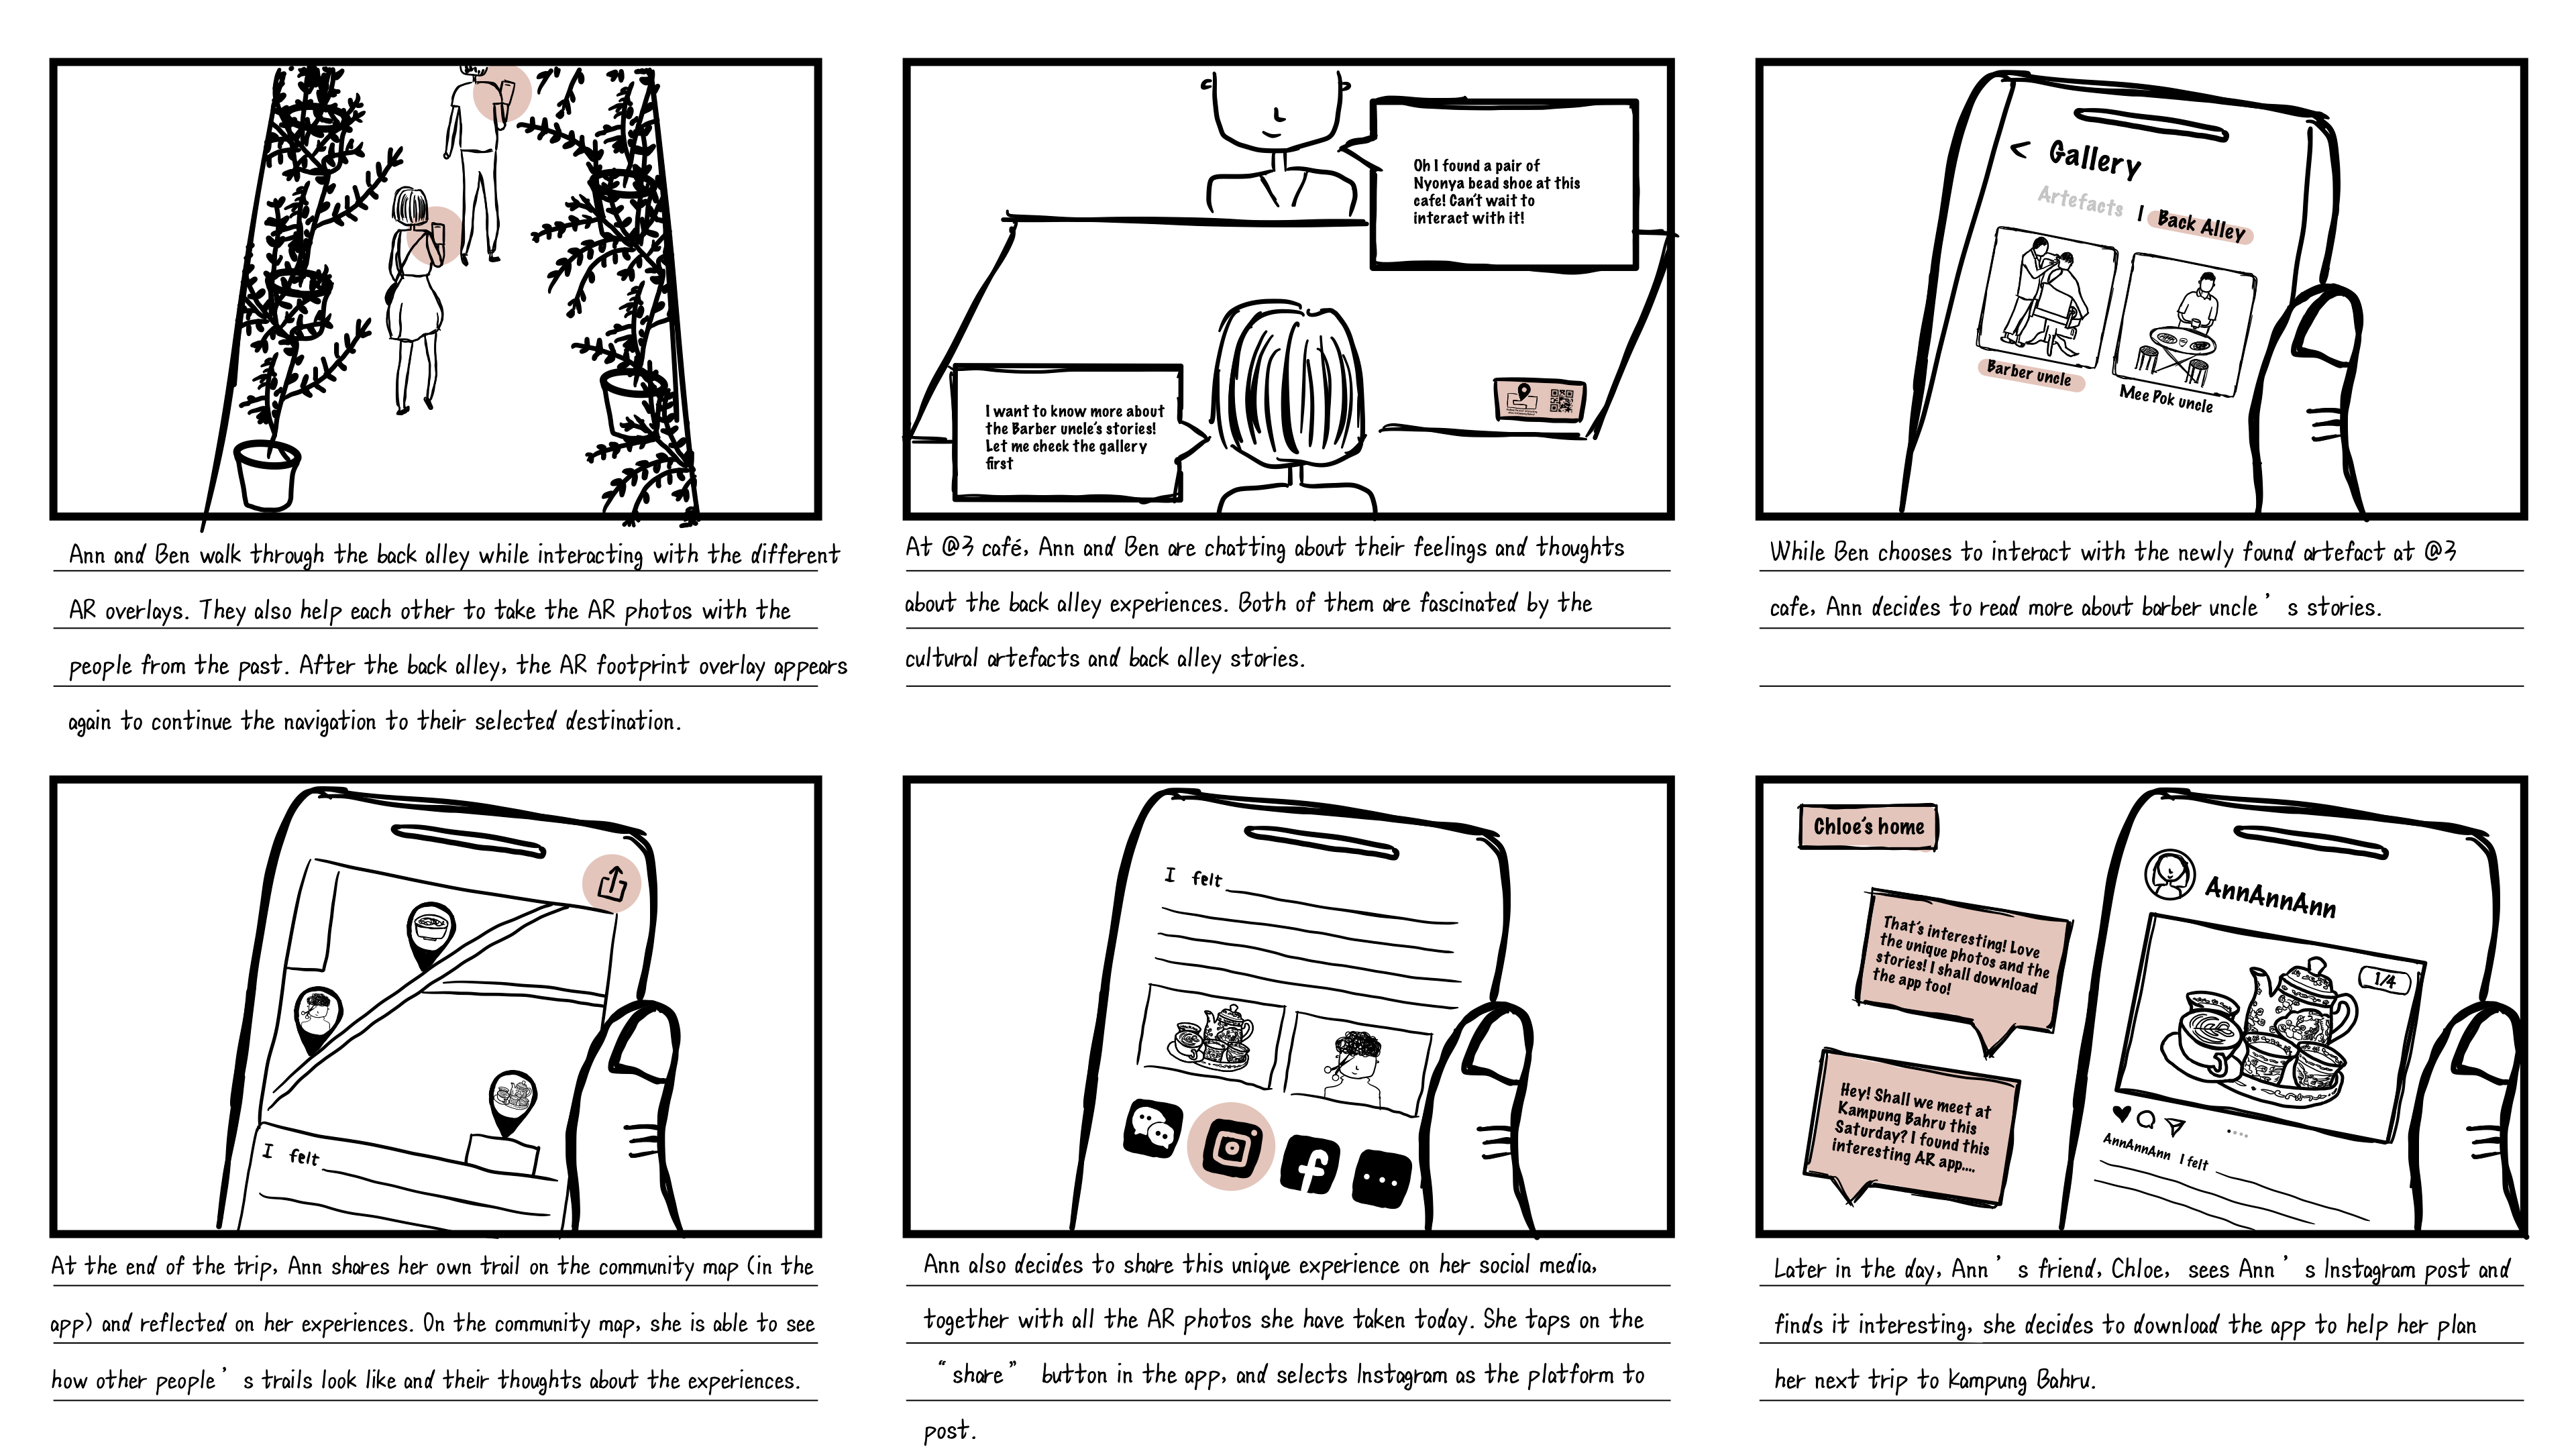 Ann and Ben walk through the back alley while interacting with the different
AR overlays. They also help each other to take the AR photos with the
people from the past. After the back alley, the AR footprint overlay appears
again to continue the navigation to their selected destination.
Oh I found a pair of
Nyonya bead shoe at this
cafe! Can't wait to
interact with it!
I want to know more about
the Barber uncle's stories!
Let me check the gallery
first
At @3 café, Ann and Ben are chatting about their feelings and thoughts
about the back alley experiences. Both of them are fascinated by the
cultural artefacts and back alley stories.
< Gallery
Artefacts | Back Alley
Barber uncle
Mee Pok uncle
While Ben chooses to interact with the newly found artefact at @3
cafe, Ann decides to read more about barber uncle's stories.
I felt
At the end of the trip, Ann shares her own trail on the community map (in the
app) and reflected on her experiences. On the community map, she is able to see
how other people's trails look like and their thoughts about the experiences.
I felt
Ann also decides to share this unique experience on her social media,
together with all the AR photos she have taken today. She taps on the
“share” button in the app, and selects Instagram as the platform to
post.
Chloe's home
That's interesting! Love
the unique photos and the
stories! I shall download
the app too!
Hey! Shall we meet at
Kampung Bahru this
Saturday? I found this
interesting AR app....
AnnAnnAnn
1/4
AnnAnnAnn I felt
Later in the day, Ann's friend, Chloe, sees Ann's Instagram post and
finds it interesting, she decides to download the app to help her plan
her next trip to Kampung Bahru.